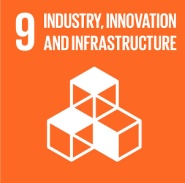 9 INDUSTRY, INNOVATION
AND INFRASTRUCTURE